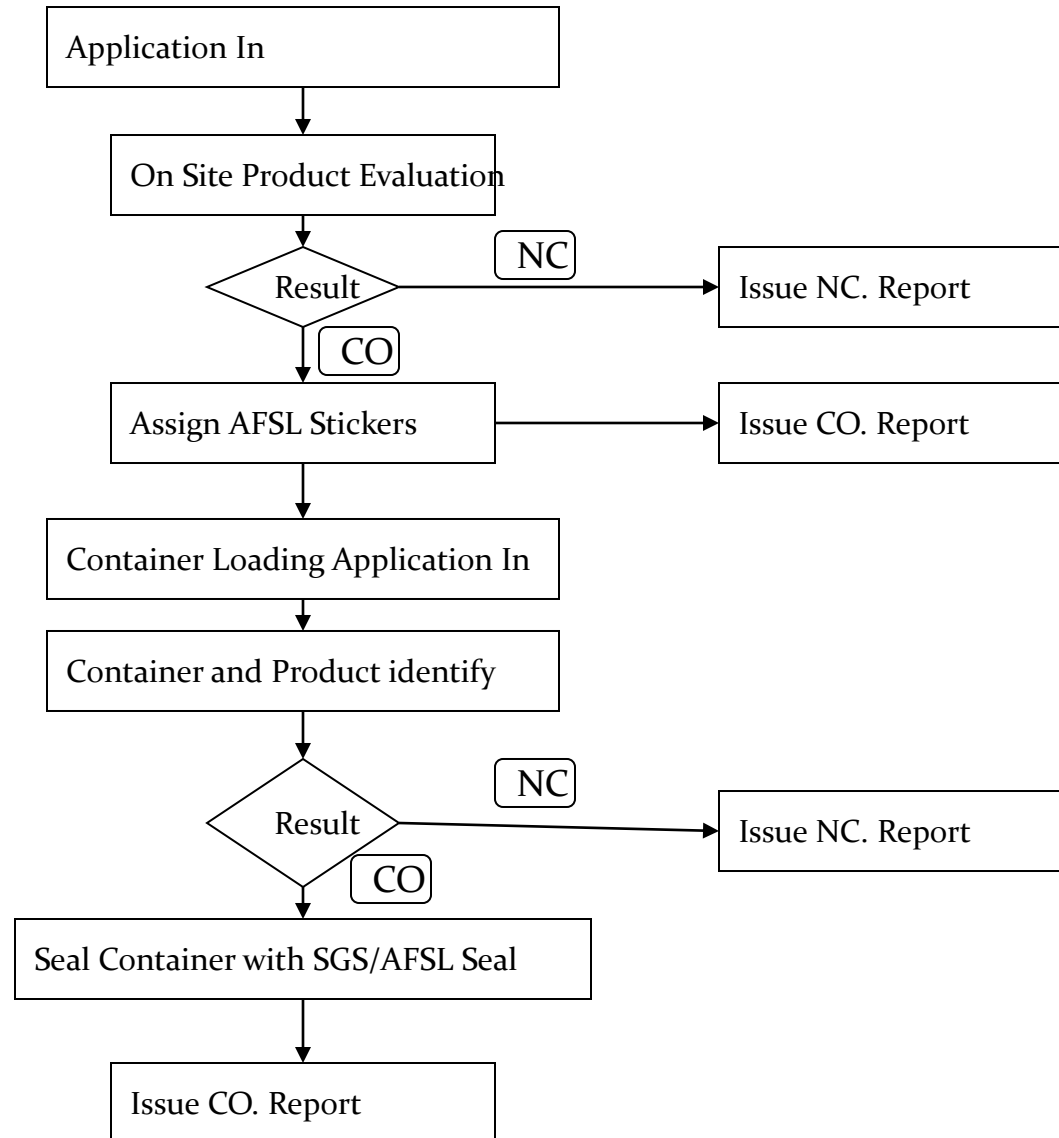 Application In
On Site Product Evaluation
NC
Result
Issue NC. Report
CO
Assign AFSL Stickers
Issue CO. Report
Container Loading Application In
Container and Product identify
NC
Result
Issue NC. Report
CO
Seal Container with SGS/AFSL Seal
Issue CO. Report